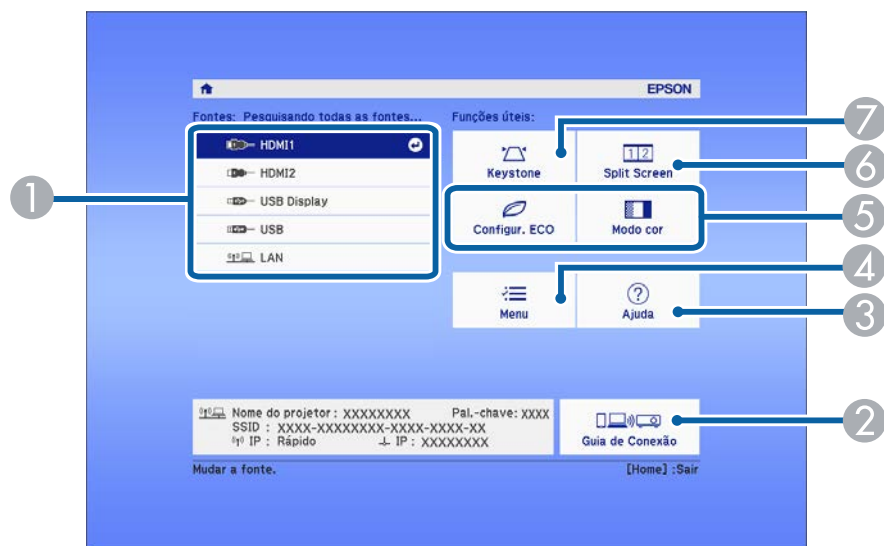 EPSON
Fontes: Pesquisando todas as fontes...
HDMI1
HDMI2
USB Display
USB
LAN
Funções úteis:
Keystone
Split Screen
1 2
Configur. ECO
Modo cor
Menu
Ajuda
?
Nome do projetor : XXXXXXXX Pal.-chave: XXXX
SSID : XXXX-XXXXXXXX-XXXX-XXXX-XX
IP : Rápido IP : XXXXXXXX
Guia de Conexão
Mudar a fonte.
[Home] :Sair
1
7
6
5
4
3
2